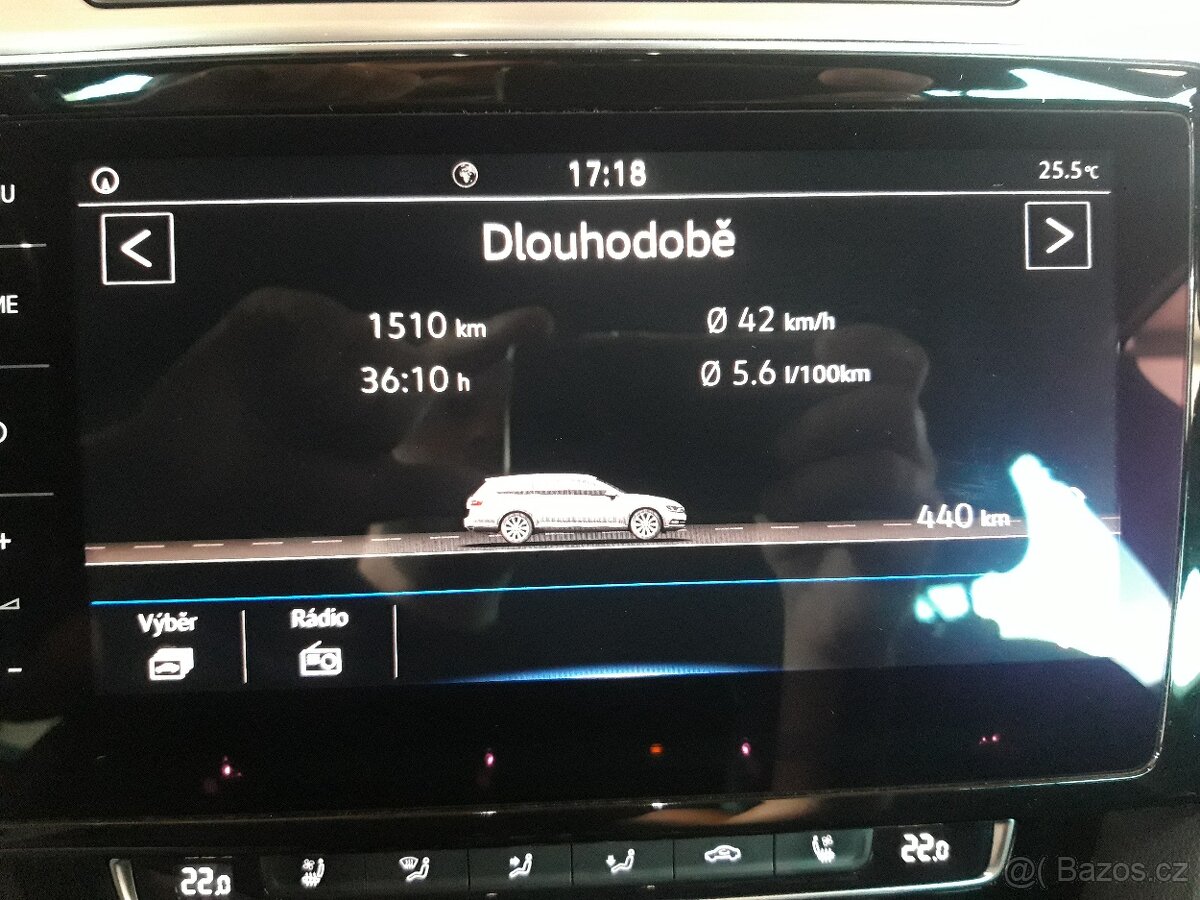 17:18
25.5°C
<
Dlouhodobě
>
1510 km
Ø 42 km/h
36:10 h
Ø 5.6 l/100km
440 km
Výběr
Rádio
U
ME
+
−
22.0
22.0
@( Bazos.cz